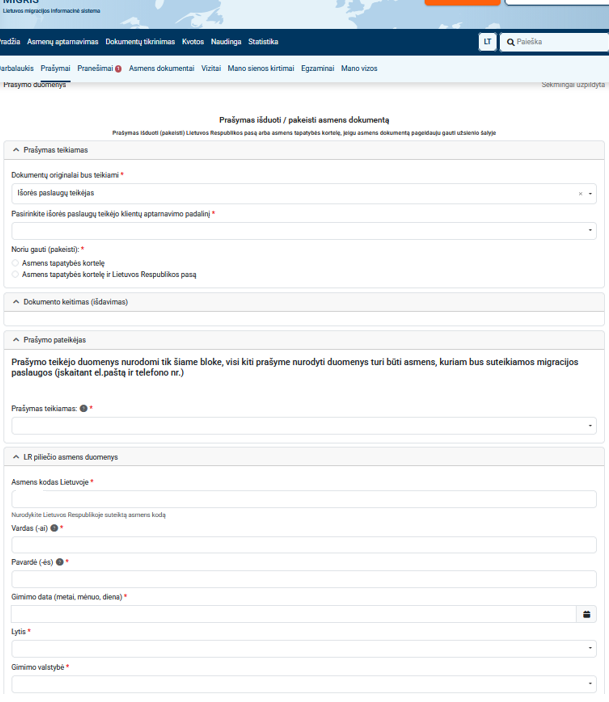 MIGRIS
Lietuvos migracijos informacinė sistema
Pradžia Asmenų aptarnavimas Dokumentų tikrinimas Kvotos Naudinga Statistika LT Paieška
Darbalaukis Prašymai Pranešimai Asmens dokumentai Vizitai Mano sienos kirtimai Egzaminai Mano vizos
Prašymo duomenys Sėkmingai užpildyta
Prašymas išduoti / pakeisti asmens dokumentą
Prašymas išduoti (pakeisti) Lietuvos Respublikos pasą arba asmens tapatybės kortelę, jeigu asmens dokumentą pageidauju gauti užsienio šalyje
Prašymas teikiamas
Dokumentų originalai bus teikiami *
Išorės paslaugų teikėjas ×
Pasirinkite išorės paslaugų teikėjo klientų aptarnavimo padalinį *
Noriu gauti (pakeisti): *
Asmens tapatybės kortelę
Asmens tapatybės kortelę ir Lietuvos Respublikos pasą
Dokumento keitimas (išdavimas)
Prašymo pateikėjas
Prašymo teikėjo duomenys nurodomi tik šiame bloke, visi kiti prašyme nurodyti duomenys turi būti asmens, kuriam bus suteikiamos migracijos
paslaugos (įskaitant el.paštą ir telefono nr.)
Prašymas teikiamas: *
LR piliečio asmens duomenys
Asmens kodas Lietuvoje *
Nurodykite Lietuvos Respublikoje suteiktą asmens kodą
Vardas (-ai) *
Pavardė (-ės) *
Gimimo data (metai, mėnuo, diena) *
Lytis *
Gimimo valstybė *